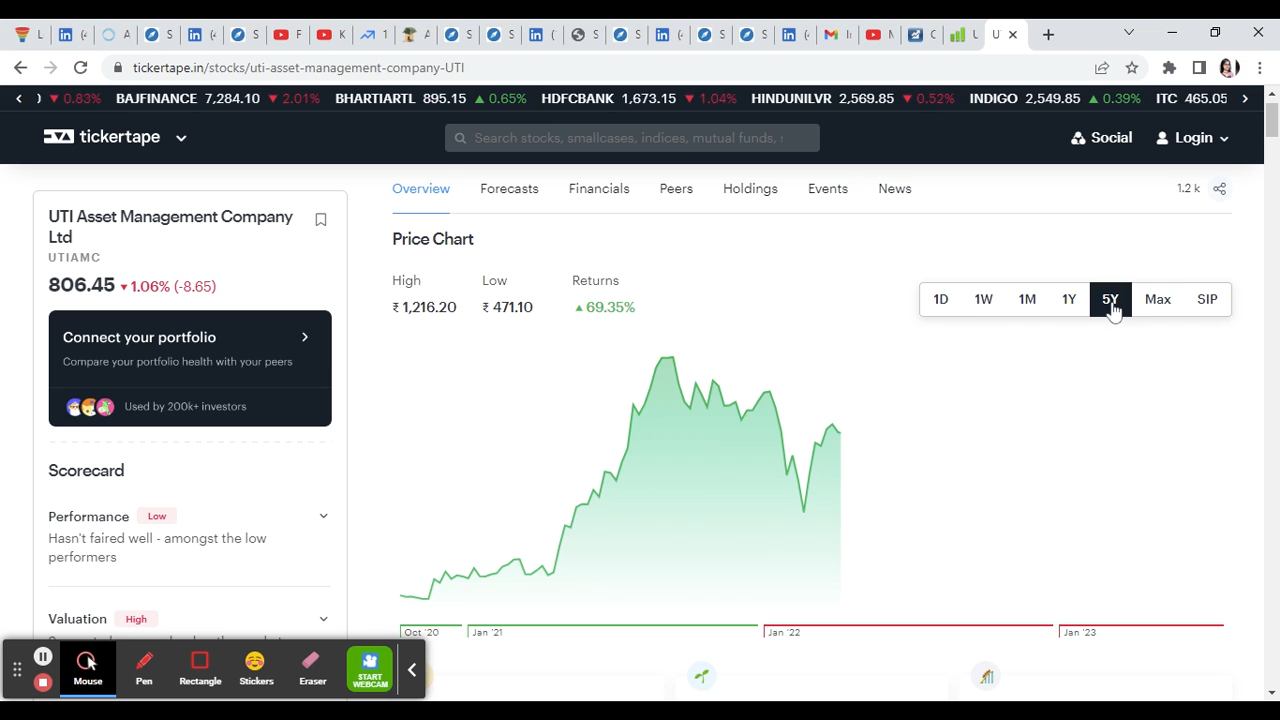 L
A
S
S
F
K
1
A
S
S
S
S
S
S
Ir
N
C
U
U
tickertape.in/stocks/uti-asset-management-company-UTI
) ▼ 0.83% BAJFINANCE 7,284.10 ▼ 2.01% BHARTIARTL 895.15 ▲ 0.65% HDFCBANK 1,673.15 ▼ 1.04% HINDUNILVR 2,569.85 ▼ 0.52% INDIGO 2,549.85 ▲ 0.39% ITC 465.05
tickertape
Search stocks, smallcases, indices, mutual funds,
Social
Login
Overview Forecasts Financials Peers Holdings Events News
1.2 k
UTI Asset Management Company
Ltd
UTIAMC
806.45 ▼ 1.06% (-8.65)
Connect your portfolio
Compare your portfolio health with your peers
Used by 200k+ investors
Scorecard
Performance Low
Hasn't faired well - amongst the low
performers
Valuation High
Price Chart
High Low Returns
₹ 1,216.20 ₹ 471.10 ▲ 69.35%
1D 1W 1M 1Y 5Y Max SIP
Oct '20 Jan '21 Jan '22 Jan '23
Mouse Pen Rectangle Stickers Eraser
START
WEBCAM